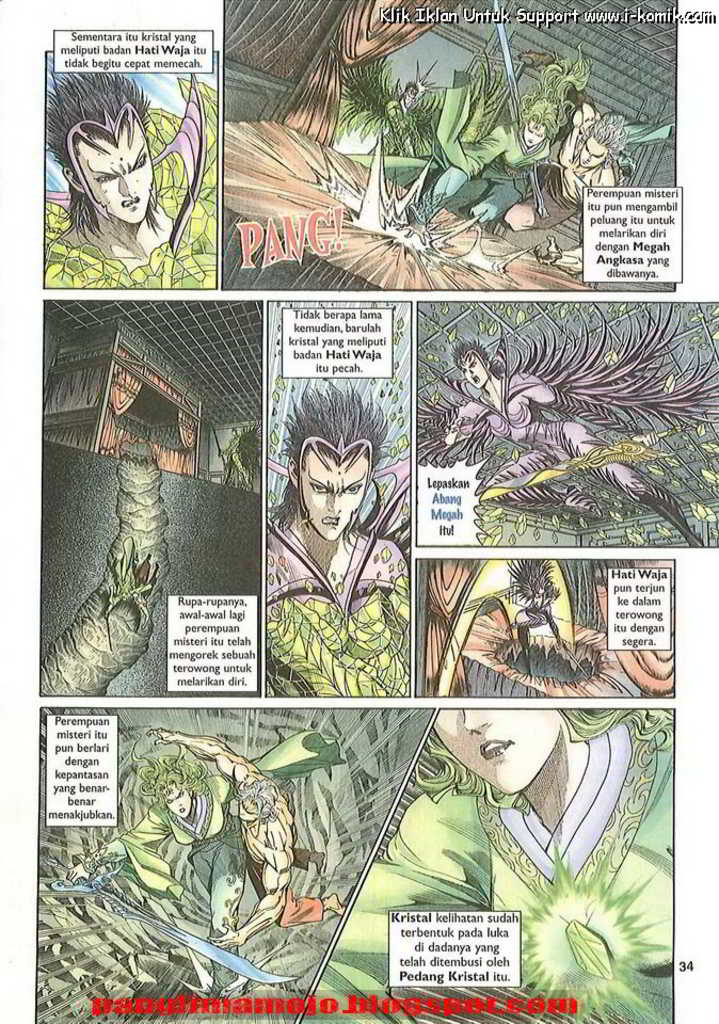 Klik Iklan Untuk Support www.i-komik.com
Sementara itu kristal yang
meliputi badan Hati Waja itu
tidak begitu cepat memecah.
PANG!
Perempuan misteri
itu pun mengambil
peluang itu untuk
melarikan diri
dengan Megah
Angkasa yang
dibawanya.
Rupa-rupanya,
awal-awal lagi
perempuan
misteri itu telah
mengorek sebuah
terowong untuk
melarikan diri.
Tidak berapa lama
kemudian, barulah
kristal yang meliputi
badan Hati Waja
itu pecah.
Lepaskan
Abang
Megah
itu!
Hati Waja
pun terjun
ke dalam
terowong
itu dengan
segera.
Perempuan
misteri itu
pun berlari
dengan
kepantasan
yang benar-
benar
menakjubkan.
Kristal kelihatan sudah
terbentuk pada luka
di dadanya yang
telah ditembusi oleh
Pedang Kristal itu.
34
panglimamojo.blogspot.com